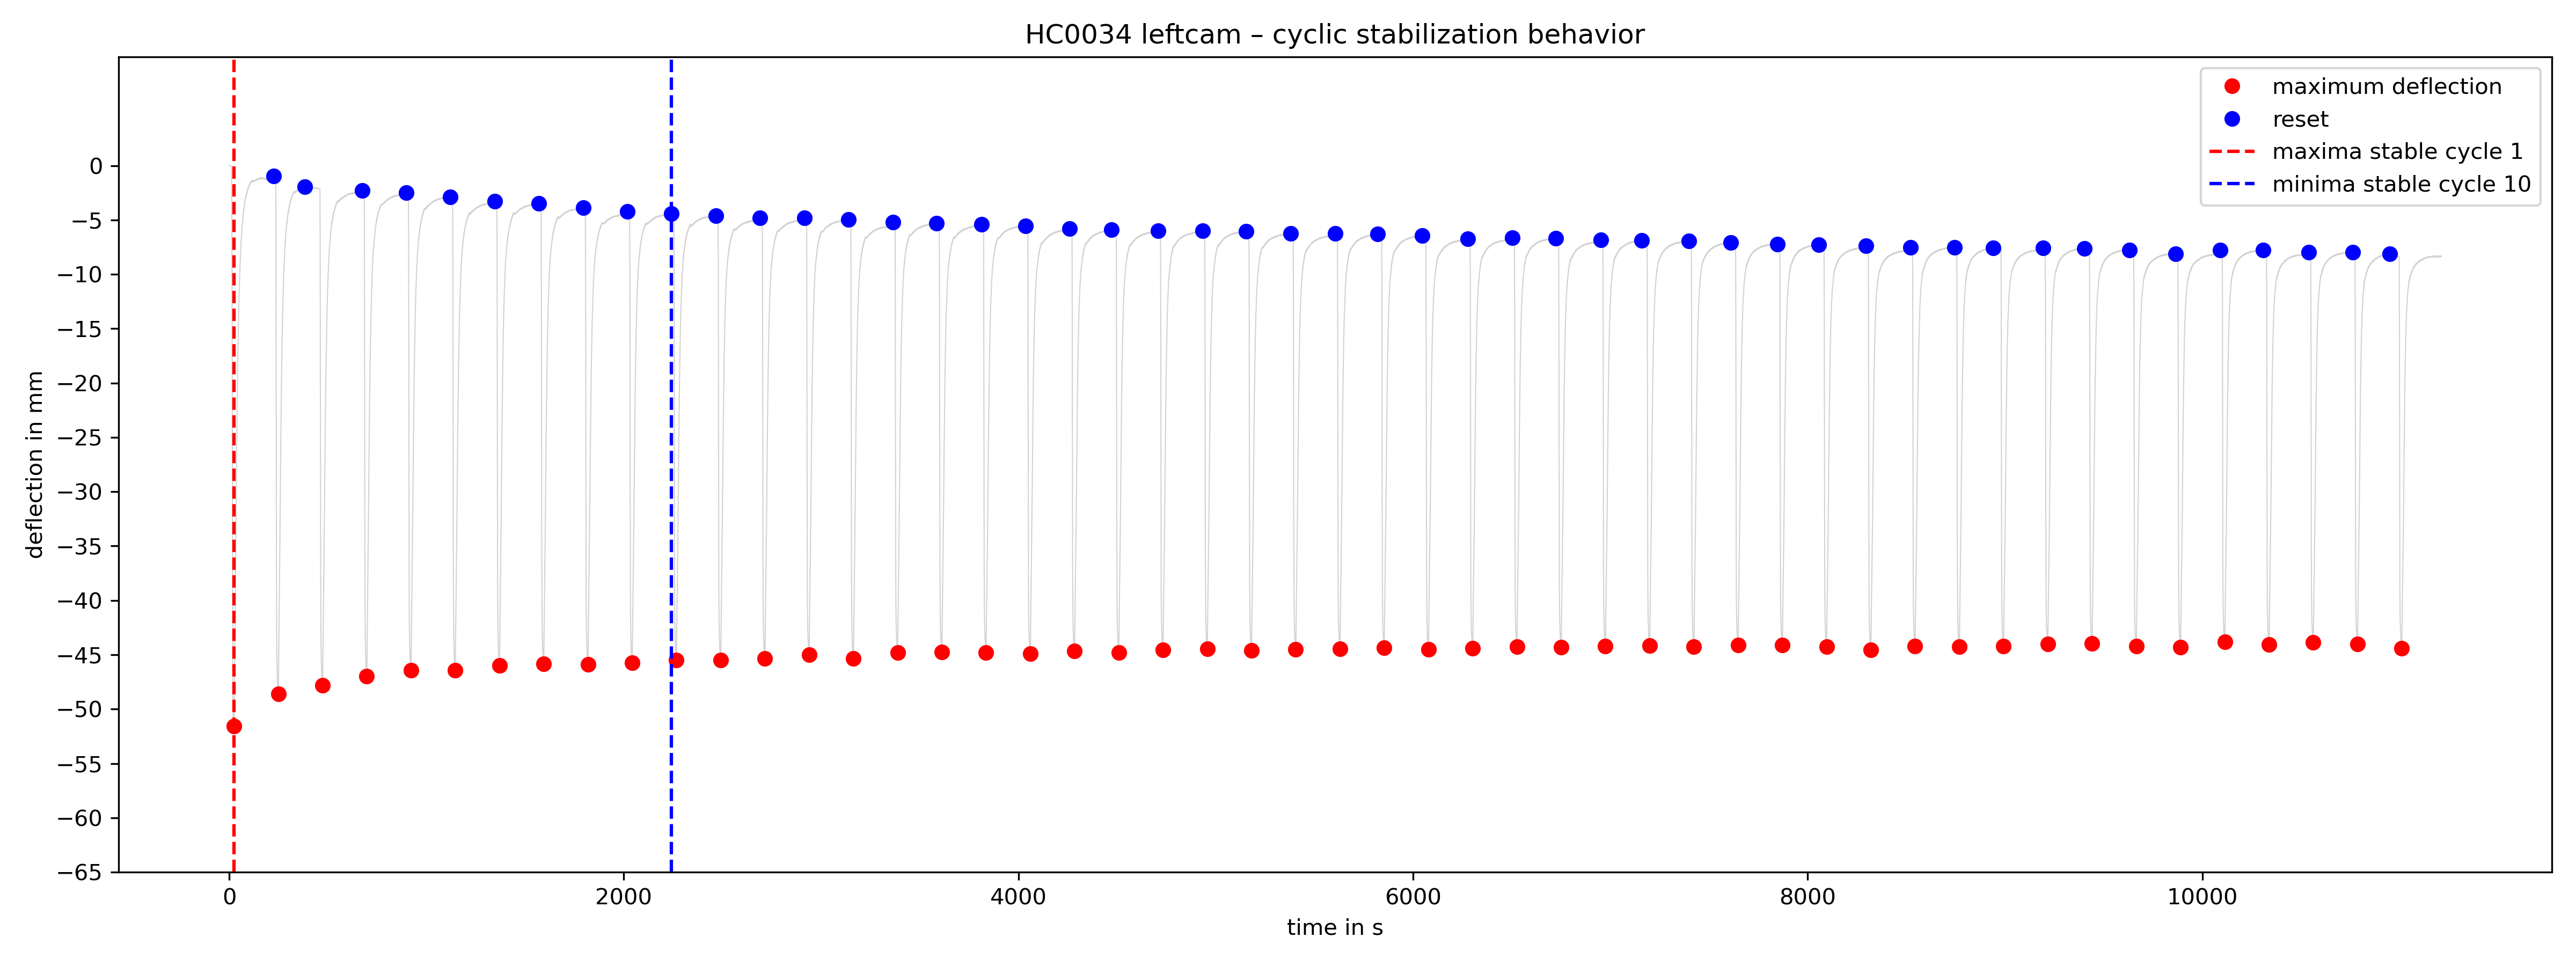 HC0034 leftcam – cyclic stabilization behavior
maximum deflection
reset
maxima stable cycle 1
minima stable cycle 10
0
−5
−10
−15
−20
−25
−30
−35
−40
−45
−50
−55
−60
−65
deflection in mm
0 2000 4000 6000 8000 10000
time in s